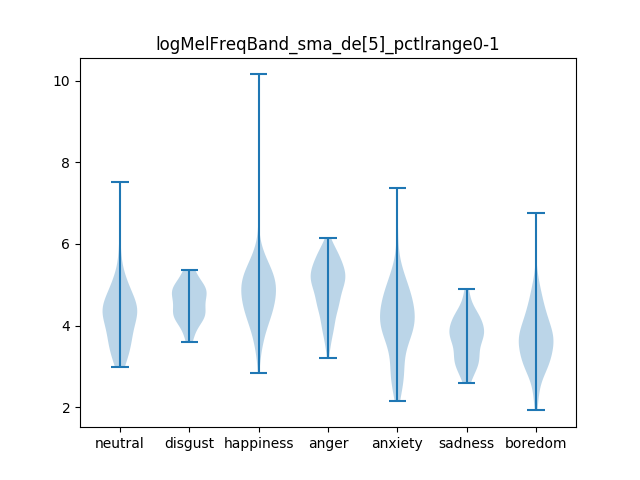 logMelFreqBand_sma_de[5]_pctlrange0-1
10
8
6
4
2
neutral disgust happiness anger anxiety sadness boredom